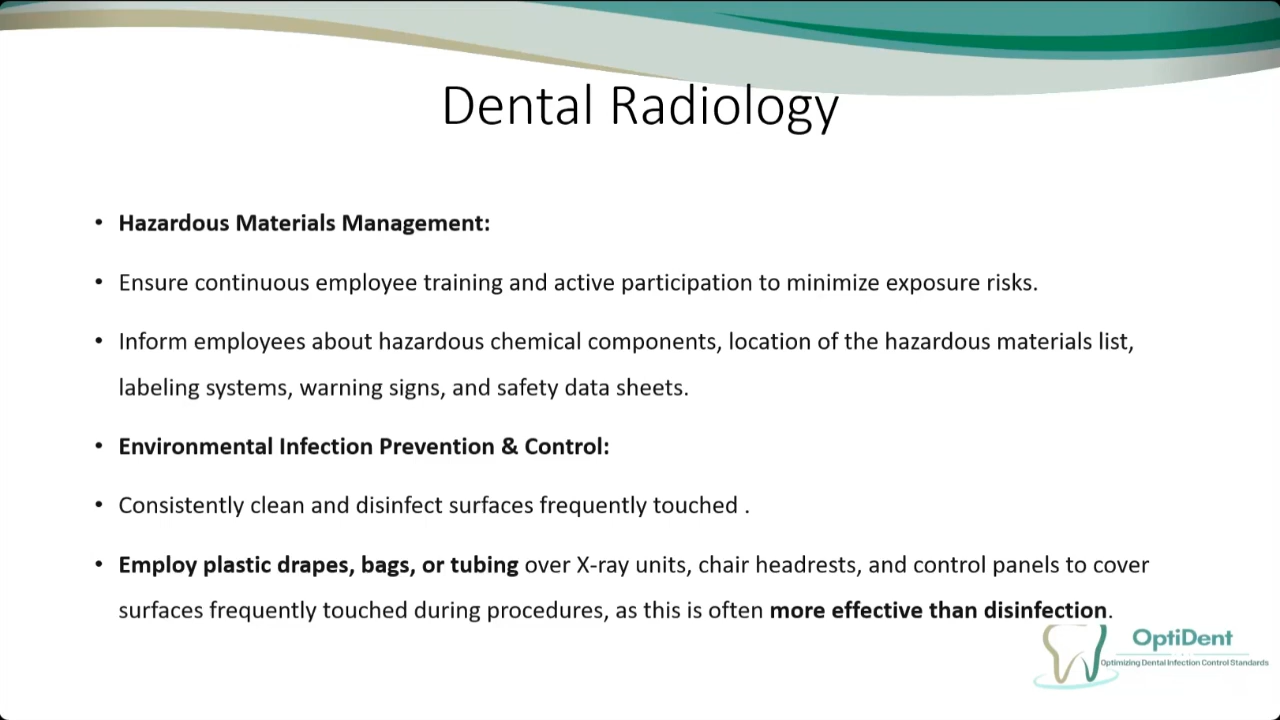 Dental Radiology
• Hazardous Materials Management:
• Ensure continuous employee training and active participation to minimize exposure risks.
• Inform employees about hazardous chemical components, location of the hazardous materials list,
labeling systems, warning signs, and safety data sheets.
• Environmental Infection Prevention & Control:
• Consistently clean and disinfect surfaces frequently touched .
• Employ plastic drapes, bags, or tubing over X-ray units, chair headrests, and control panels to cover
surfaces frequently touched during procedures, as this is often more effective than disinfection.
OptiDent
Optimizing Dental Infection Control Standards